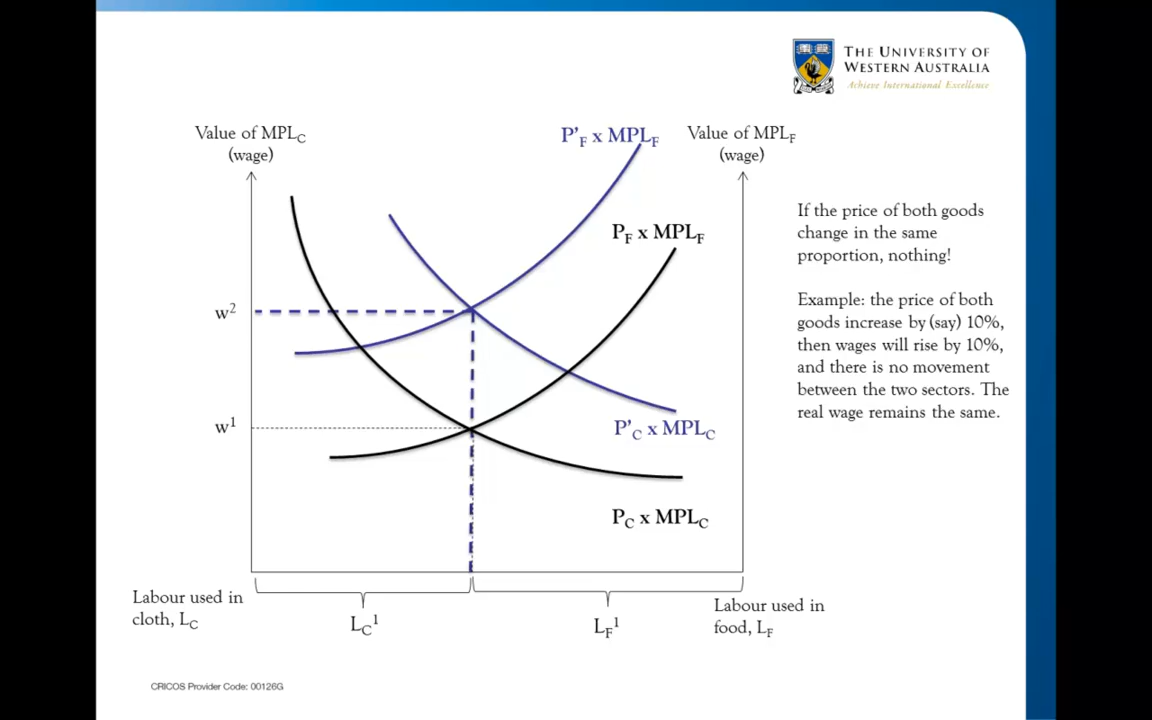 THE UNIVERSITY OF
WESTERN AUSTRALIA
Achieve International Excellence
Value of MPLC
(wage)
P'F x MPLF
Value of MPLF
(wage)
PF x MPLF
If the price of both goods
change in the same
proportion, nothing!
Example: the price of both
goods increase by (say) 10%,
then wages will rise by 10%,
and there is no movement
between the two sectors. The
real wage remains the same.
w2
w1
P'C x MPLC
PC x MPLC
Labour used in
cloth, LC
LC1
LF1
Labour used in
food, LF
CRICOS Provider Code: 00126G